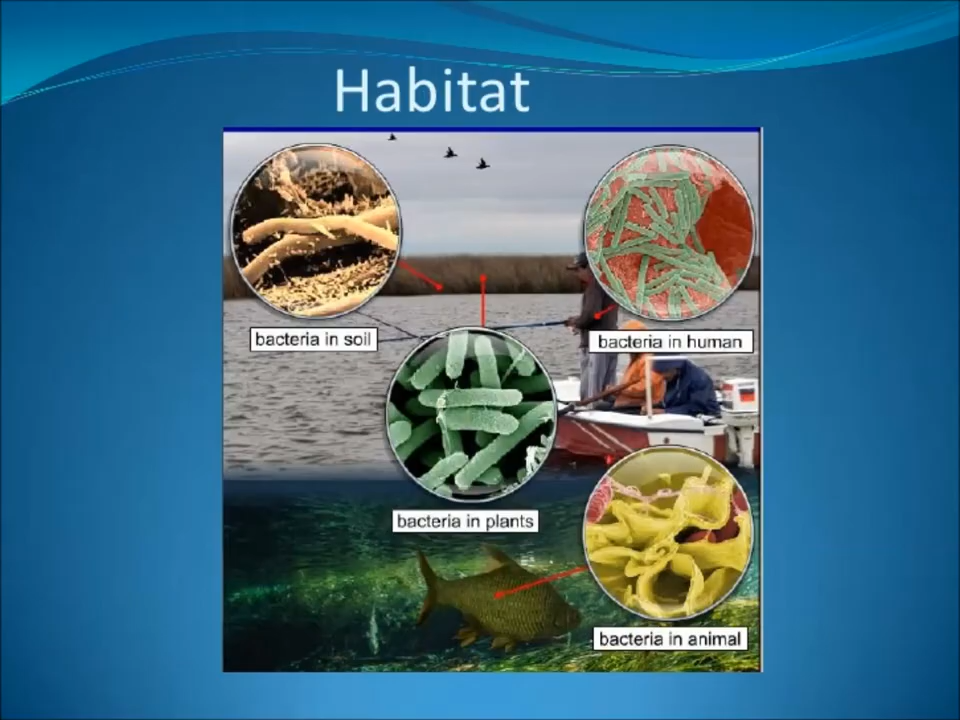 Habitat
bacteria in soil
bacteria in human
bacteria in plants
bacteria in animal